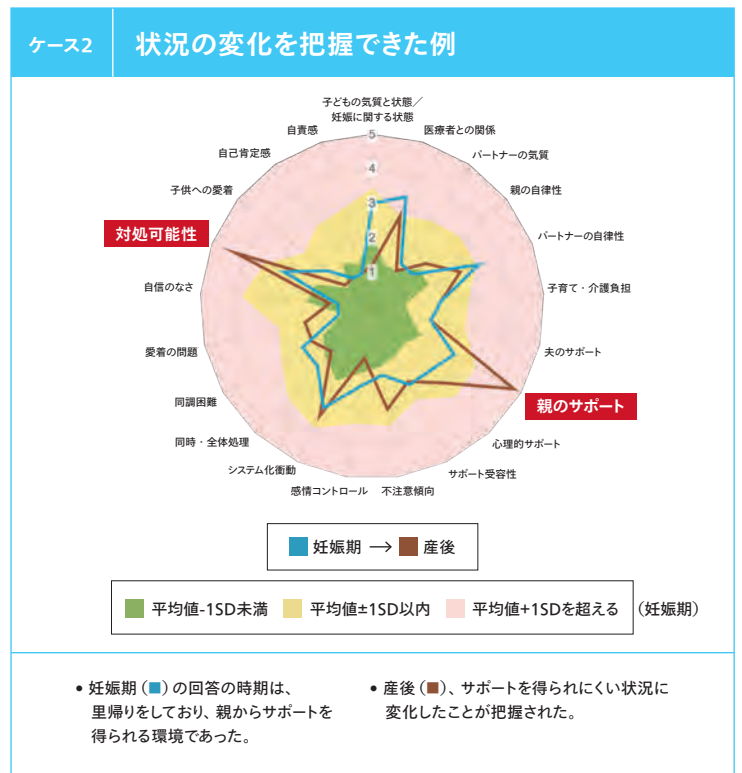 ケース2
状況の変化を把握できた例
子どもの気質と状態／
妊娠に関する状態
医療者との関係
パートナーの気質
親の自律性
パートナーの自律性
子育て・介護負担
夫のサポート
親のサポート
心理的サポート
サポート受容性
不注意傾向
感情コントロール
システム化衝動
同時・全体処理
同調困難
愛着の問題
自信のなさ
対処可能性
子供への愛着
自己肯定感
自責感
5
4
3
2
1
妊娠期 → 産後
平均値-1SD未満 平均値±1SD以内 平均値+1SDを超える （妊娠期）
• 妊娠期（■）の回答の時期は、
里帰りをしており、親からサポートを
得られる環境であった。
• 産後（■）、サポートを得られにくい状況に
変化したことが把握された。